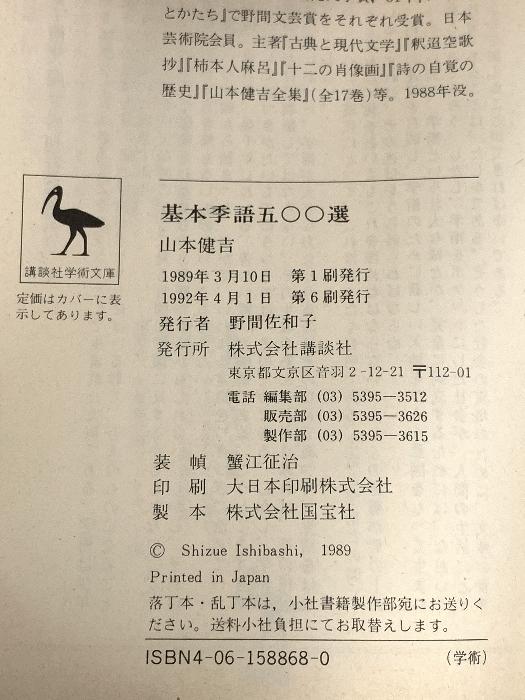 とかたち』で野間文芸賞をそれぞれ受賞。日本
芸術院会員。主著『古典と現代文学』『釈迢空歌
抄』『柿本人麻呂』『十二の肖像画』『詩の自覚の
歴史』『山本健吉全集』(全17巻)等。1988年没。
講談社学術文庫
定価はカバーに表
示してあります。
基本季語五〇〇選
山本健吉
1989年3月10日 第1刷発行
1992年4月1日 第6刷発行
発行者 野間佐和子
発行所 株式会社講談社
東京都文京区音羽2-12-21 〒112-01
電話 編集部 (03) 5395—3512
販売部 (03) 5395—3626
製作部 (03) 5395—3615
装 幀 蟹江征治
印 刷 大日本印刷株式会社
製 本 株式会社国宝社
© Shizue Ishibashi, 1989
Printed in Japan
落丁本・乱丁本は，小社書籍製作部宛にお送りく
ださい。送料小社負担にてお取替えします。
ISBN4-06-158868-0 (学術)